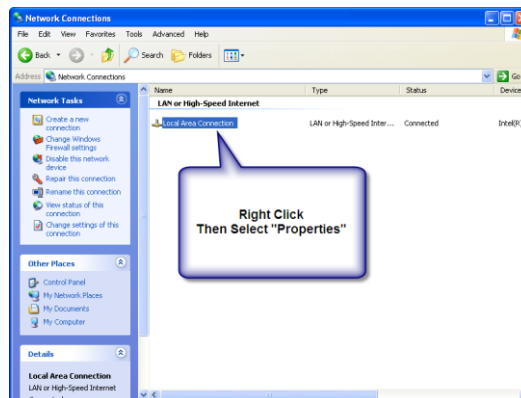 Network Connections
File Edit View Favorites Tools Advanced Help
Back Search Folders
Address Network Connections Go
Name Type Status Device
LAN or High-Speed Internet
Local Area Connection LAN or High-Speed Inter... Connected Intel(R)
Network Tasks
Create a new
connection
Change Windows
Firewall settings
Disable this network
device
Repair this connection
Rename this connection
View status of this
connection
Change settings of this
connection
Right Click
Then Select "Properties"
Other Places
Control Panel
My Network Places
My Documents
My Computer
Details
Local Area Connection
LAN or High-Speed Internet